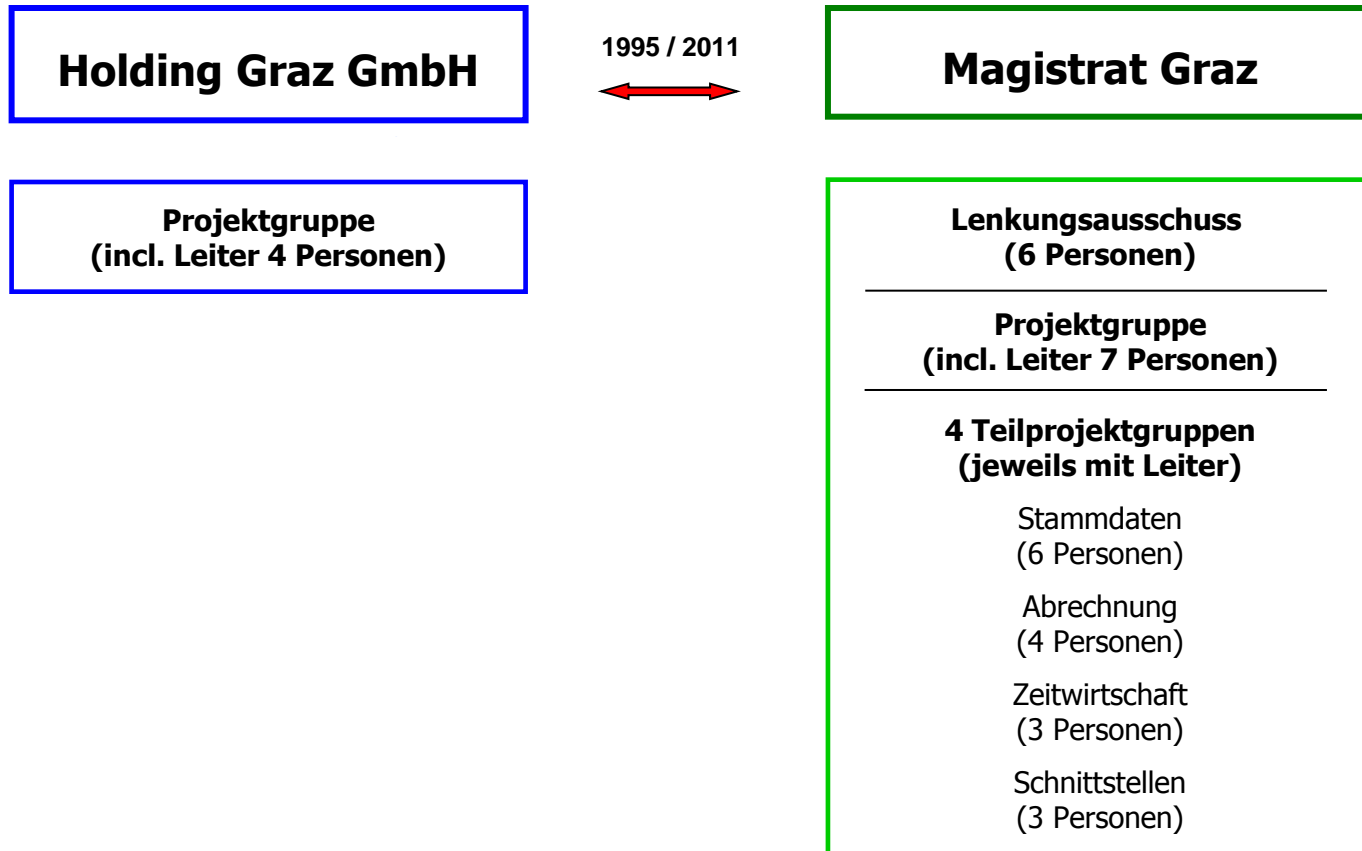 Holding Graz GmbH
1995 / 2011
Magistrat Graz
Projektgruppe
(incl. Leiter 4 Personen)
Lenkungsausschuss
(6 Personen)
Projektgruppe
(incl. Leiter 7 Personen)
4 Teilprojektgruppen
(jeweils mit Leiter)
Stammdaten
(6 Personen)
Abrechnung
(4 Personen)
Zeitwirtschaft
(3 Personen)
Schnittstellen
(3 Personen)